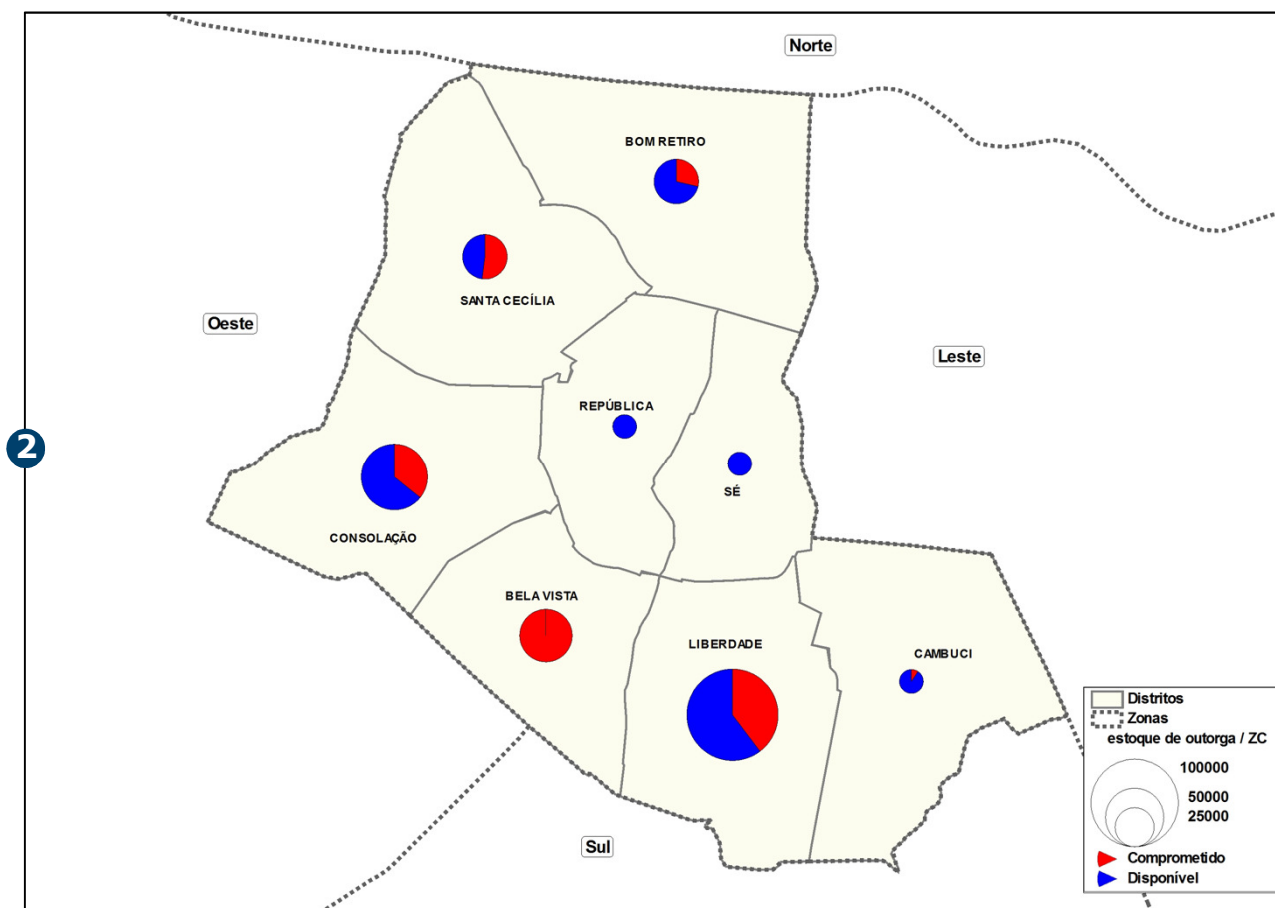 Norte
BOM RETIRO
SANTA CECÍLIA
Oeste
Leste
REPÚBLICA
2
SÉ
CONSOLAÇÃO
BELA VISTA
LIBERDADE
CAMBUCI
Sul
Distritos
Zonas
estoque de outorga / ZC
100000
50000
25000
Comprometido
Disponível